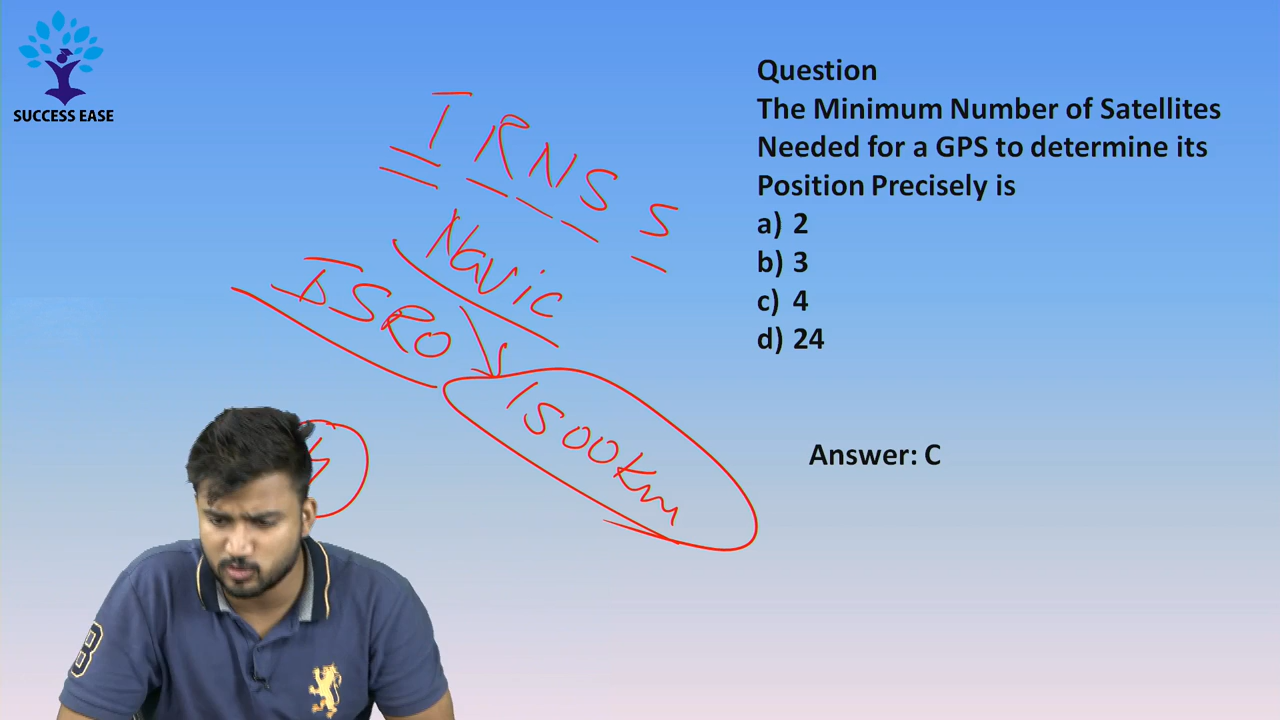 SUCCESS EASE
I RNS S
Navic
ISRO
1500Km
Question
The Minimum Number of Satellites
Needed for a GPS to determine its
Position Precisely is
a) 2
b) 3
c) 4
d) 24
Answer: C